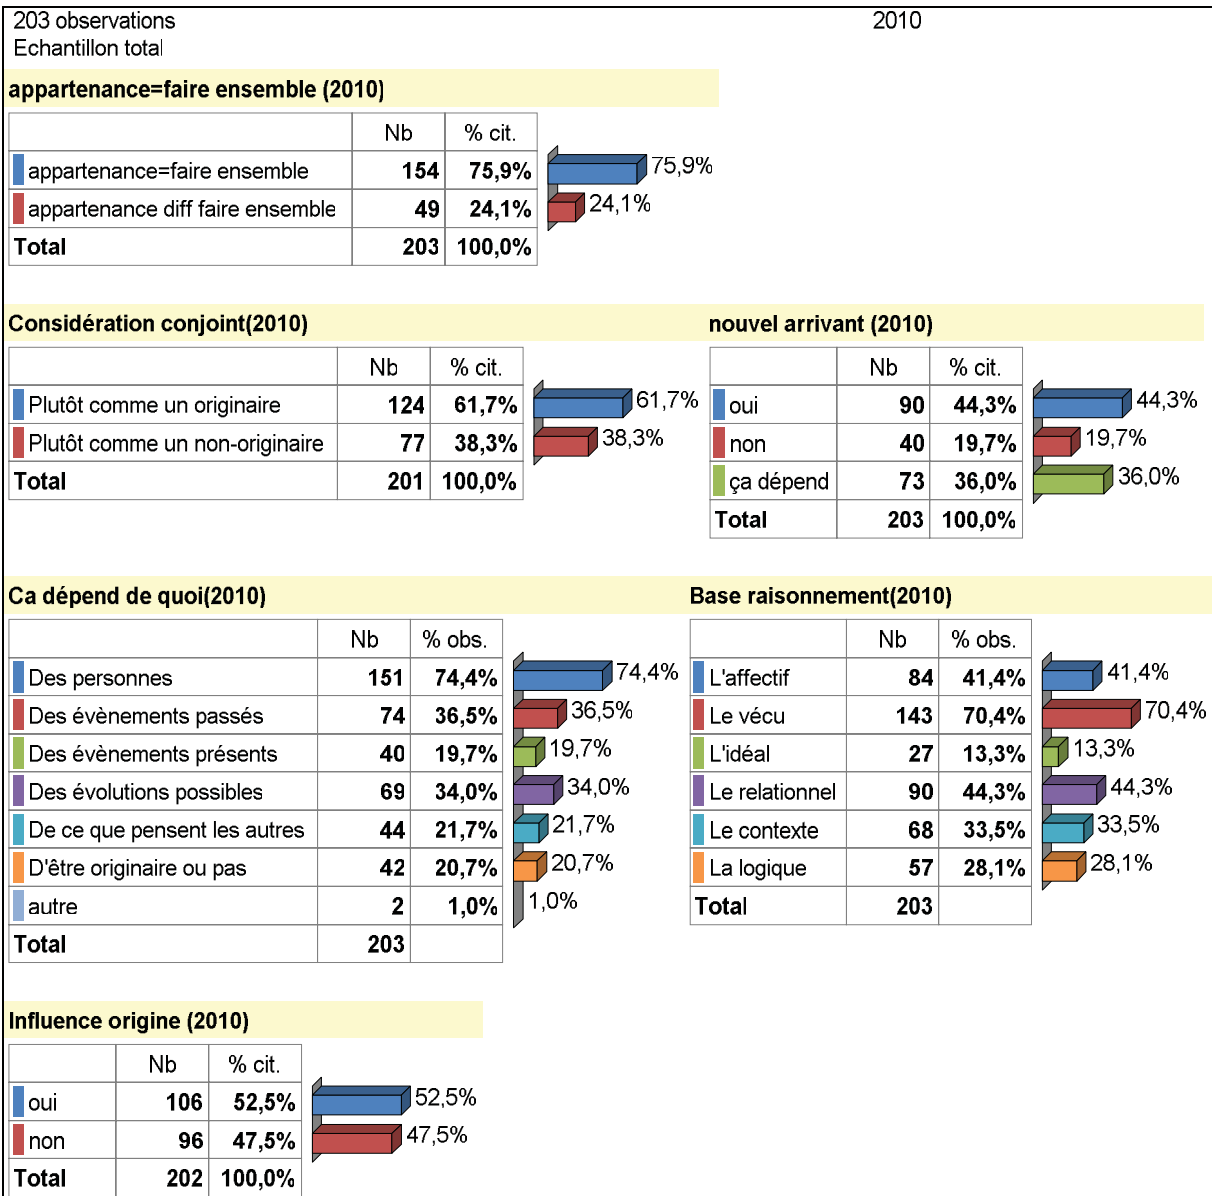 203 observations 2010
Echantillon total
appartenance=faire ensemble (2010)
Nb % cit.
appartenance=faire ensemble 154 75,9% 75,9%
appartenance diff faire ensemble 49 24,1% 24,1%
Total 203 100,0%
Considération conjoint(2010)
Nb % cit.
Plutôt comme un originaire 124 61,7% 61,7%
Plutôt comme un non-originaire 77 38,3% 38,3%
Total 201 100,0%
nouvel arrivant (2010)
Nb % cit.
oui 90 44,3% 44,3%
non 40 19,7% 19,7%
ça dépend 73 36,0% 36,0%
Total 203 100,0%
Ca dépend de quoi(2010)
Nb % obs.
Des personnes 151 74,4% 74,4%
Des évènements passés 74 36,5% 36,5%
Des évènements présents 40 19,7% 19,7%
Des évolutions possibles 69 34,0% 34,0%
De ce que pensent les autres 44 21,7% 21,7%
D'être originaire ou pas 42 20,7% 20,7%
autre 2 1,0% 1,0%
Total 203
Base raisonnement(2010)
Nb % obs.
L'affectif 84 41,4% 41,4%
Le vécu 143 70,4% 70,4%
L'idéal 27 13,3% 13,3%
Le relationnel 90 44,3% 44,3%
Le contexte 68 33,5% 33,5%
La logique 57 28,1% 28,1%
Total 203
Influence origine (2010)
Nb % cit.
oui 106 52,5% 52,5%
non 96 47,5% 47,5%
Total 202 100,0%